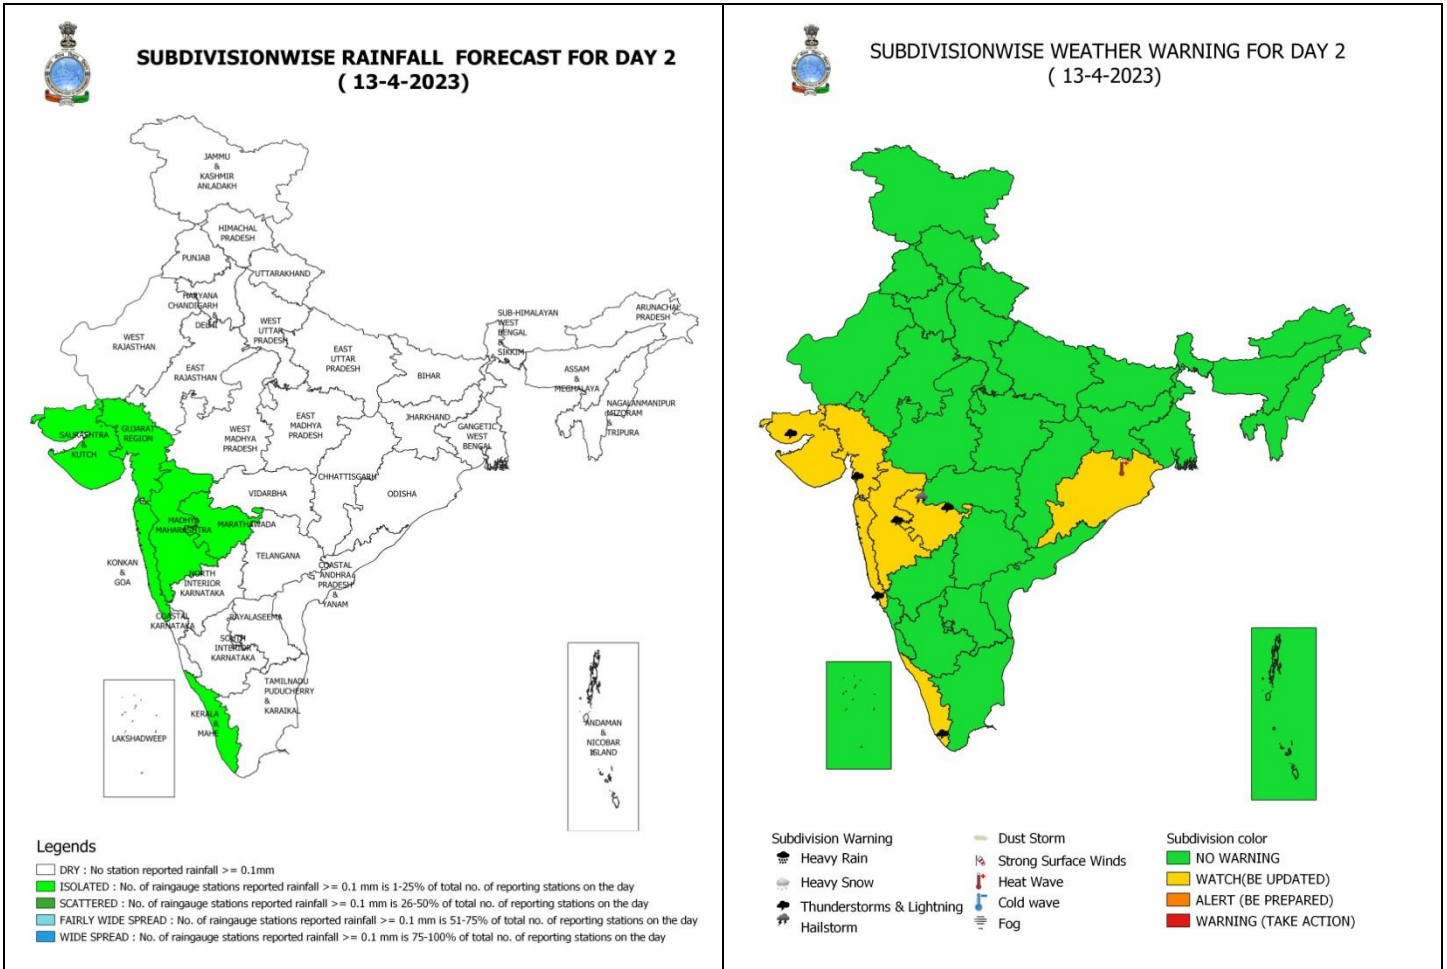 SUBDIVISIONWISE RAINFALL FORECAST FOR DAY 2
( 13-4-2023)
JAMMU
&
KASHMIR
ANLADAKH
HIMACHAL
PRADESH
PUNJAB
UTTARAKHAND
HARYANA
CHANDIGARH
&
DELHI
WEST
RAJASTHAN
WEST
UTTAR
PRADESH
EAST
UTTAR
PRADESH
EAST
RAJASTHAN
SUB-HIMALAYAN
WEST
BENGAL
&
SIKKIM
ARUNACHAL
PRADESH
ASSAM
&
MEGHALAYA
NAGALANMANIPUR
MIZORAM
&
TRIPURA
BIHAR
JHARKHAND
GANGETIC
WEST
BENGAL
SAURASHTRA
&
KUTCH
GUJARAT
REGION
WEST
MADHYA
PRADESH
EAST
MADHYA
PRADESH
CHHATTISGARH
ODISHA
VIDARBHA
MADHYA
MAHARASHTRA
MARATHAWADA
TELANGANA
KONKAN
&
GOA
NORTH
INTERIOR
KARNATAKA
COASTAL
ANDHRA
PRADESH
&
YANAM
COASTAL
KARNATAKA
RAYALASEEMA
SOUTH
INTERIOR
KARNATAKA
TAMILNADU
PUDUCHERRY
&
KARAIKAL
KERALA
&
MAHE
LAKSHADWEEP
ANDAMAN
&
NICOBAR
ISLAND
Legends
DRY : No station reported rainfall >= 0.1mm
ISOLATED : No. of raingauge stations reported rainfall >= 0.1 mm is 1-25% of total no. of reporting stations on the day
SCATTERED : No. of raingauge stations reported rainfall >= 0.1 mm is 26-50% of total no. of reporting stations on the day
FAIRLY WIDE SPREAD : No. of raingauge stations reported rainfall >= 0.1 mm is 51-75% of total no. of reporting stations on the day
WIDE SPREAD : No. of raingauge stations reported rainfall >= 0.1 mm is 75-100% of total no. of reporting stations on the day
SUBDIVISIONWISE WEATHER WARNING FOR DAY 2
( 13-4-2023)
Subdivision Warning
Heavy Rain
Heavy Snow
Thunderstorms & Lightning
Hailstorm
Dust Storm
Strong Surface Winds
Heat Wave
Cold wave
Fog
Subdivision color
NO WARNING
WATCH(BE UPDATED)
ALERT (BE PREPARED)
WARNING (TAKE ACTION)